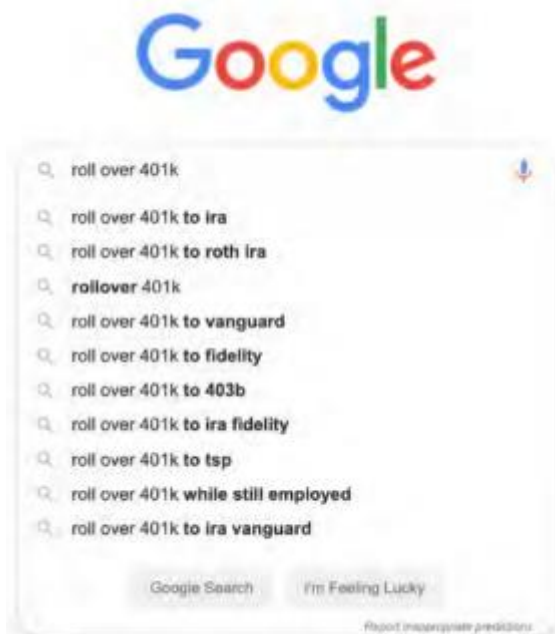 Google
roll over 401k
roll over 401k to ira
roll over 401k to roth ira
rollover 401k
roll over 401k to vanguard
roll over 401k to fidelity
roll over 401k to 403b
roll over 401k to ira fidelity
roll over 401k to tsp
roll over 401k while still employed
roll over 401k to ira vanguard
Google Search I'm Feeling Lucky
Report inappropriate predictions